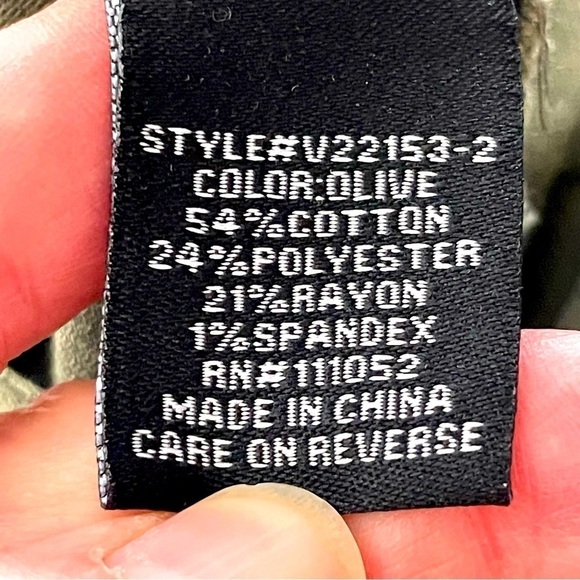 STYLE#V22153-2
COLOR:OLIVE
54%COTTON
24%POLYESTER
21%RAYON
1%SPANDEX
RN#111052
MADE IN CHINA
CARE ON REVERSE